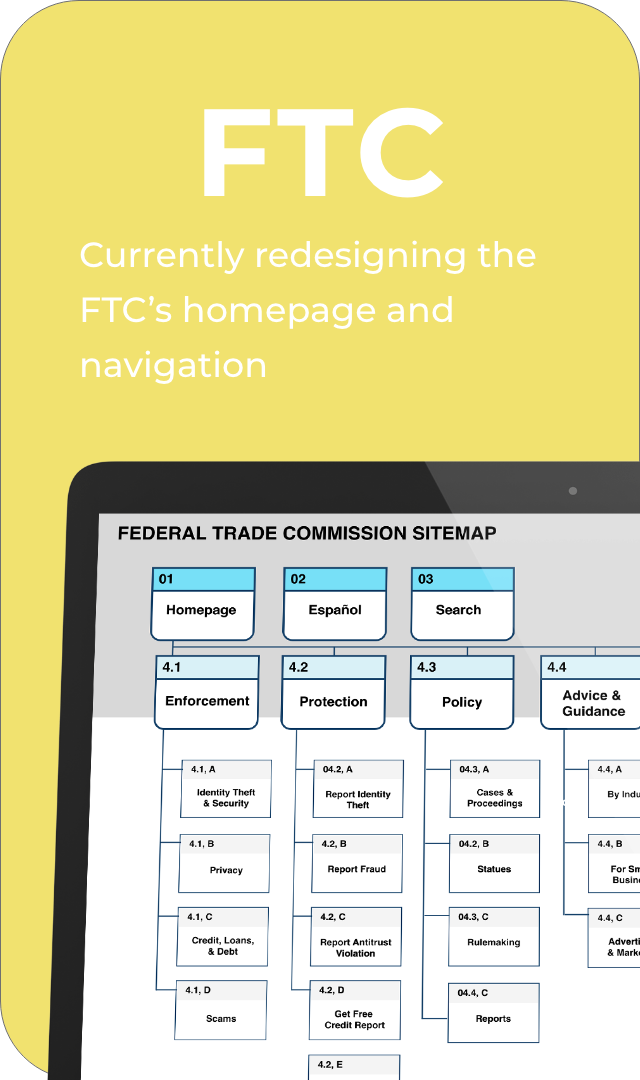 FTC
Currently redesigning the
FTC’s homepage and
navigation
FEDERAL TRADE COMMISSION SITEMAP
01
Homepage
02
Español
03
Search
4.1
Enforcement
4.2
Protection
4.3
Policy
4.4
Advice &
Guidance
4.1, A
Identity Theft
& Security
4.1, B
Privacy
4.1, C
Credit, Loans,
& Debt
4.1, D
Scams
04.2, A
Report Identity
Theft
4.2, B
Report Fraud
4.2, C
Report Antitrust
Violation
4.2, D
Get Free
Credit Report
4.2, E
04.3, A
Cases &
Proceedings
04.2, B
Statues
04.3, C
Rulemaking
04.4, C
Reports
4.4, A
By Indu
4.4, B
For Sm
Busin
4.4, C
Adverti
& Marke